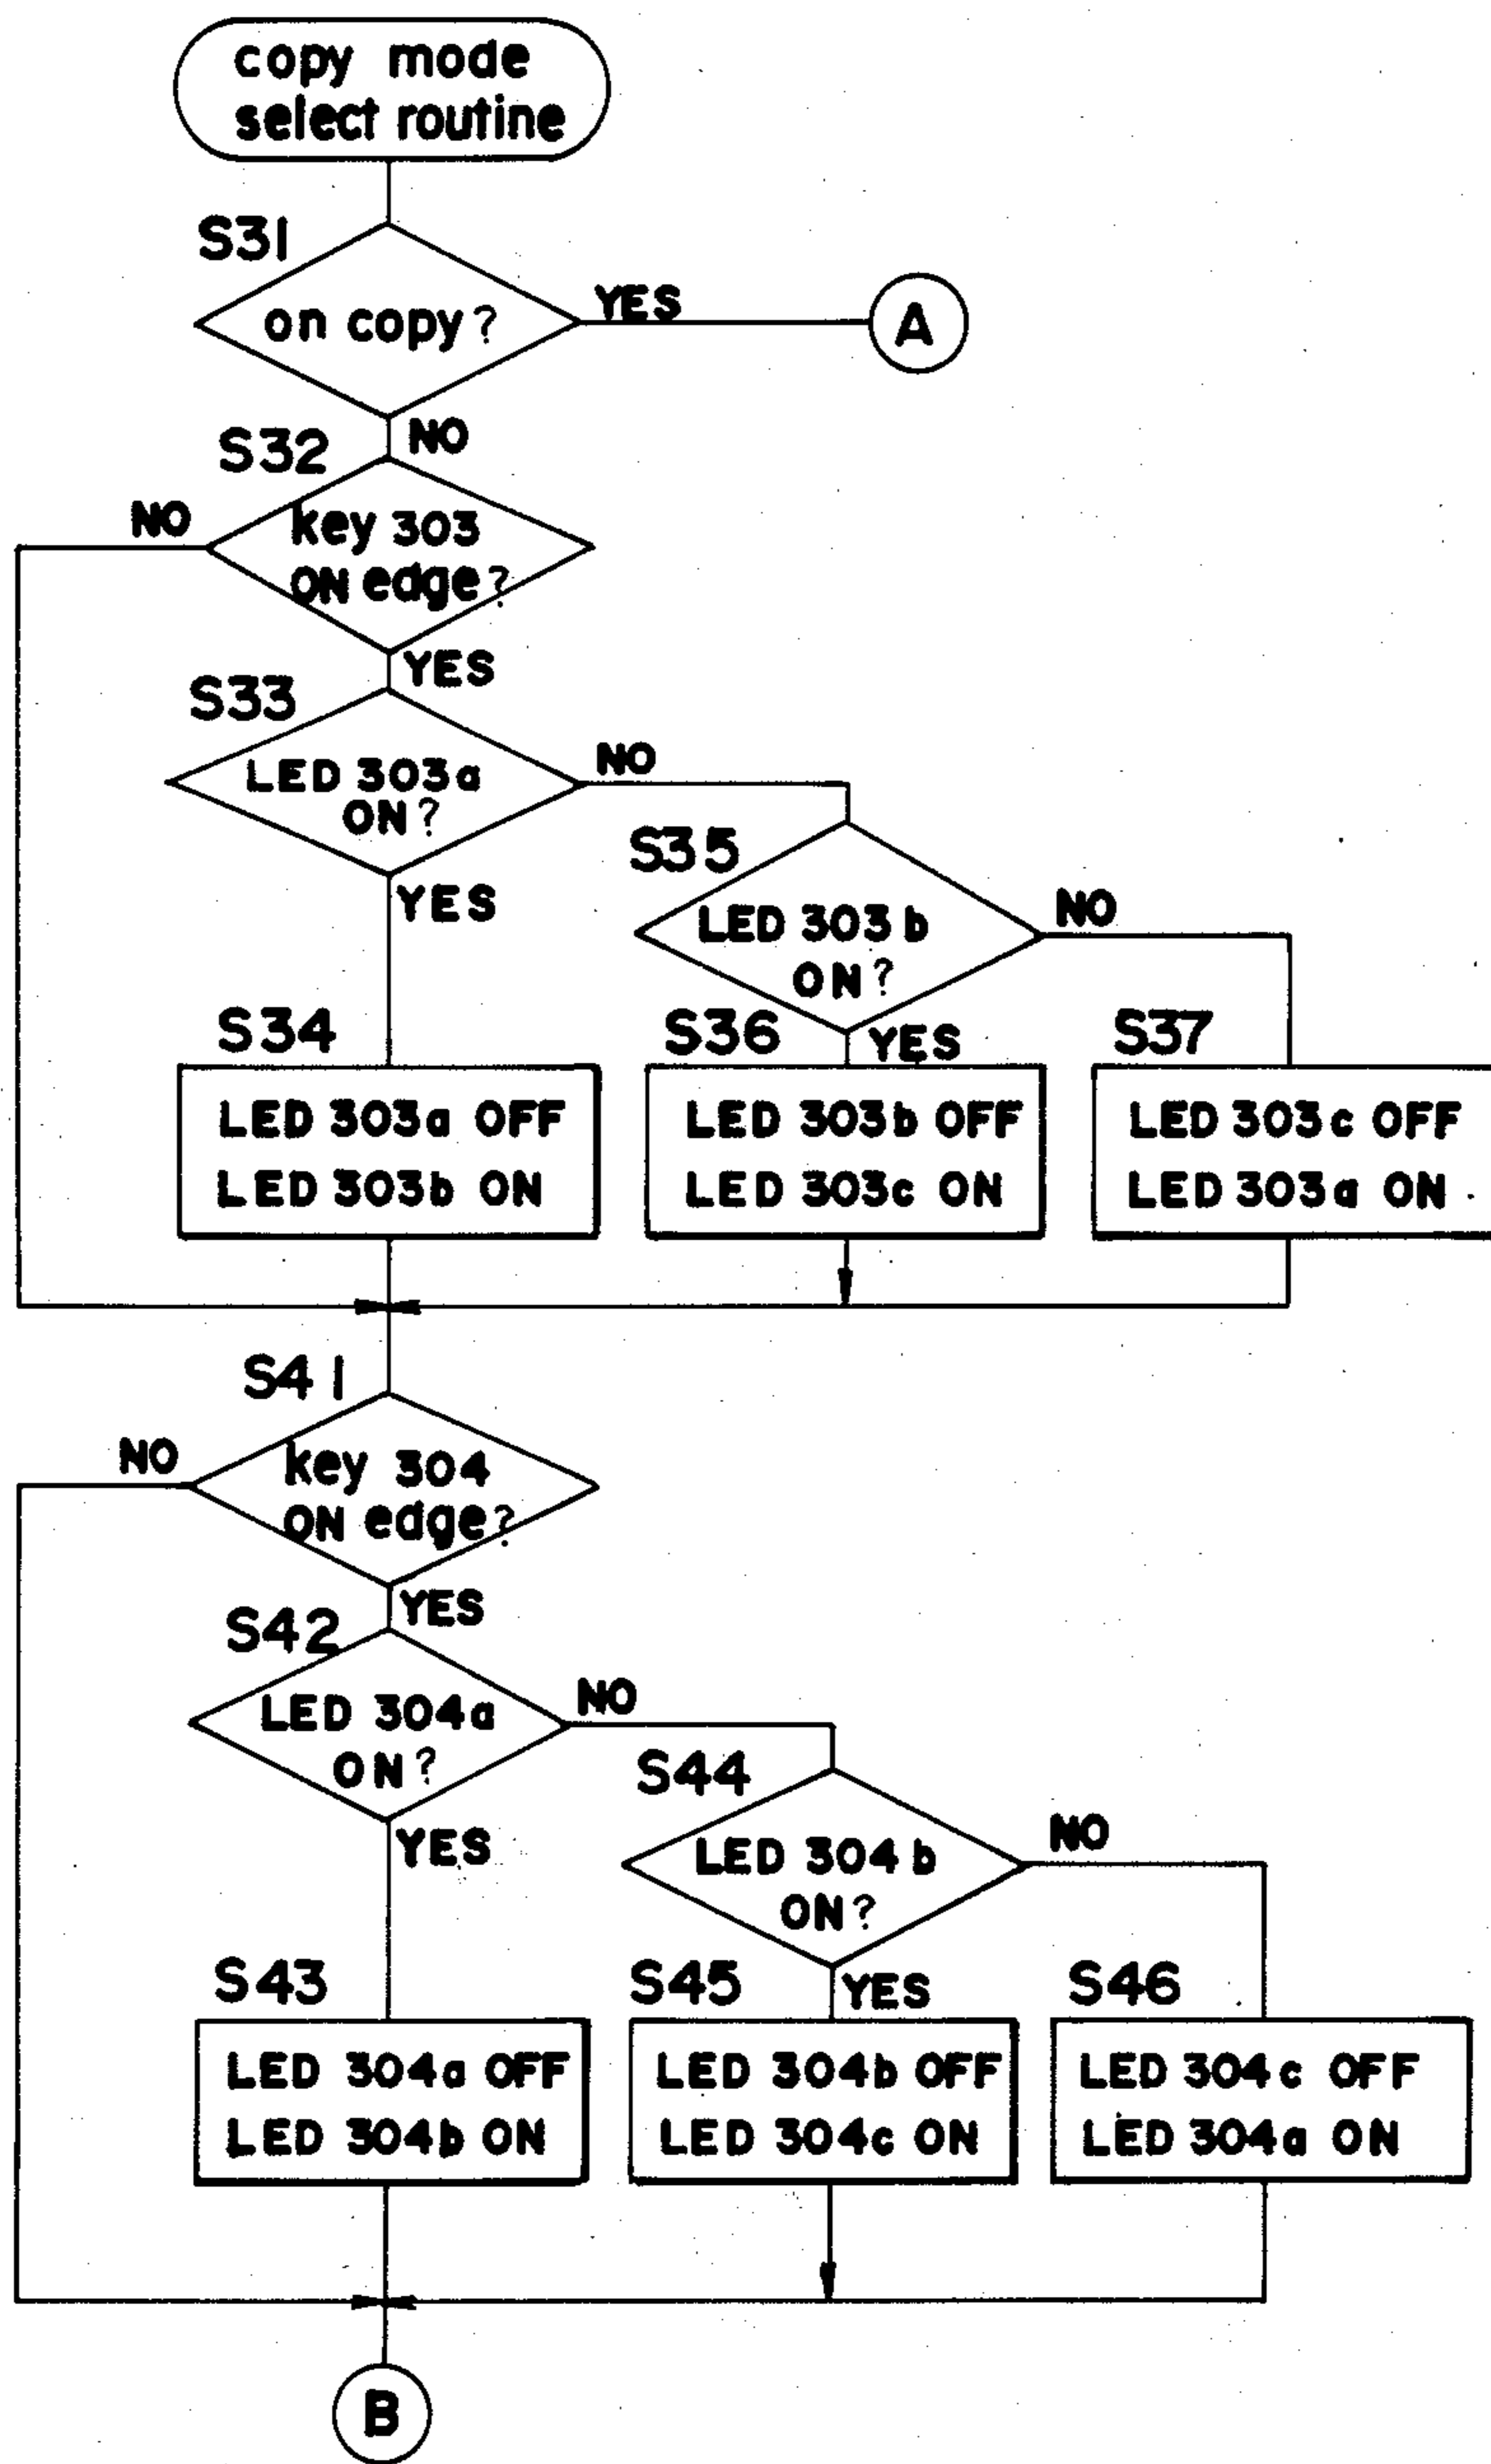 copy mode
select routine
S31
on copy?
YES
A
NO
S32
NO
key 303
ON edge?
YES
S33
LED 303a
ON?
NO
YES
S35
LED 303b
ON?
NO
YES
S34
LED 303a OFF
LED 303b ON
S36
LED 303b OFF
LED 303c ON
S37
LED 303c OFF
LED 303a ON
S41
NO
key 304
ON edge?
YES
S42
LED 304a
ON?
NO
YES
S44
LED 304b
ON?
NO
YES
S43
LED 304a OFF
LED 304b ON
S45
LED 304b OFF
LED 304c ON
S46
LED 304c OFF
LED 304a ON
B